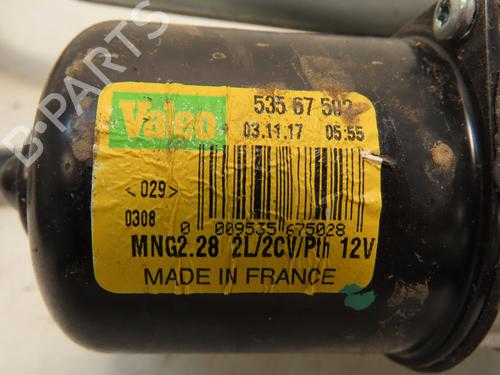 B-PARTS
Valeo
535 67 502
03.11.17 05:55
<029>
0308
0 009535 675028
MNG2.28 2L/2CV/Pth 12V
MADE IN FRANCE